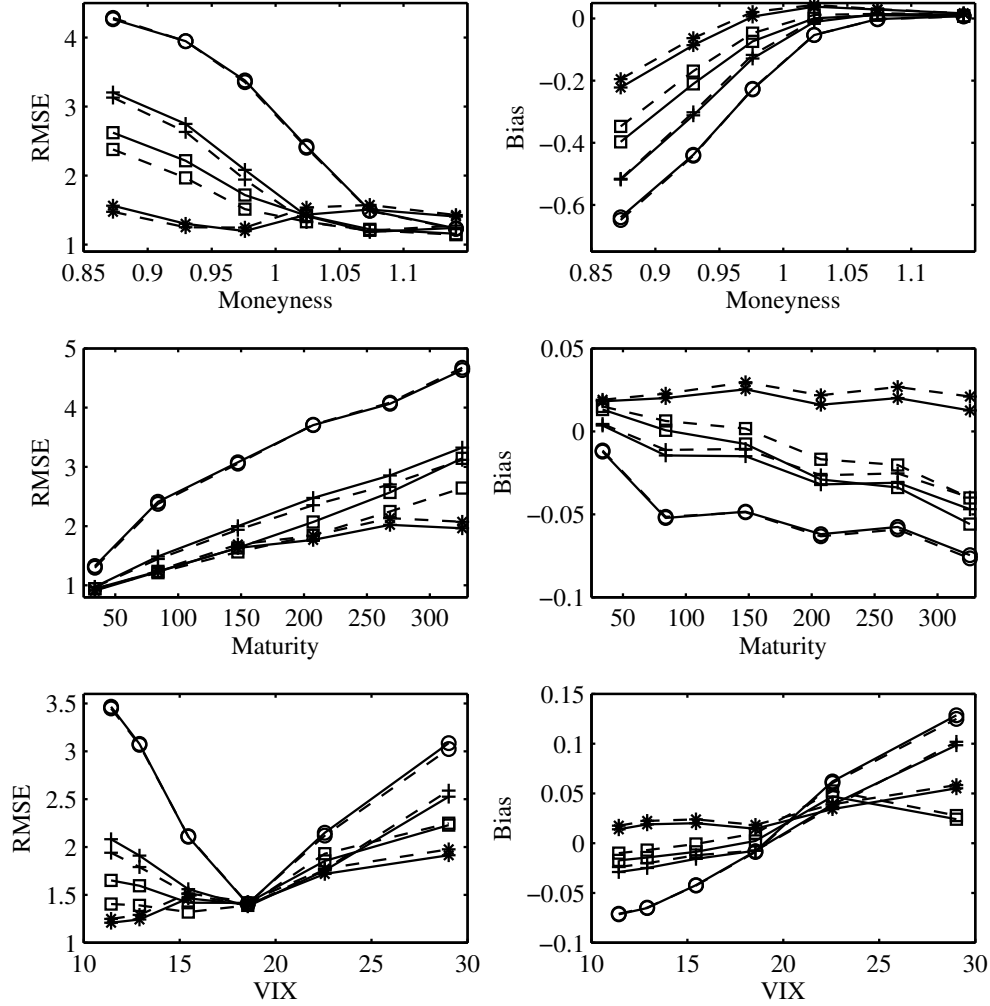 4
3
2
1
RMSE
0.85 0.9 0.95 1 1.05 1.1
Moneyness
0
−0.2
−0.4
−0.6
Bias
0.85 0.9 0.95 1 1.05 1.1
Moneyness
5
4
3
2
1
RMSE
50 100 150 200 250 300
Maturity
0.05
0
−0.05
−0.1
Bias
50 100 150 200 250 300
Maturity
3.5
3
2.5
2
1.5
1
RMSE
10 15 20 25 30
VIX
0.15
0.1
0.05
0
−0.05
−0.1
Bias
10 15 20 25 30
VIX